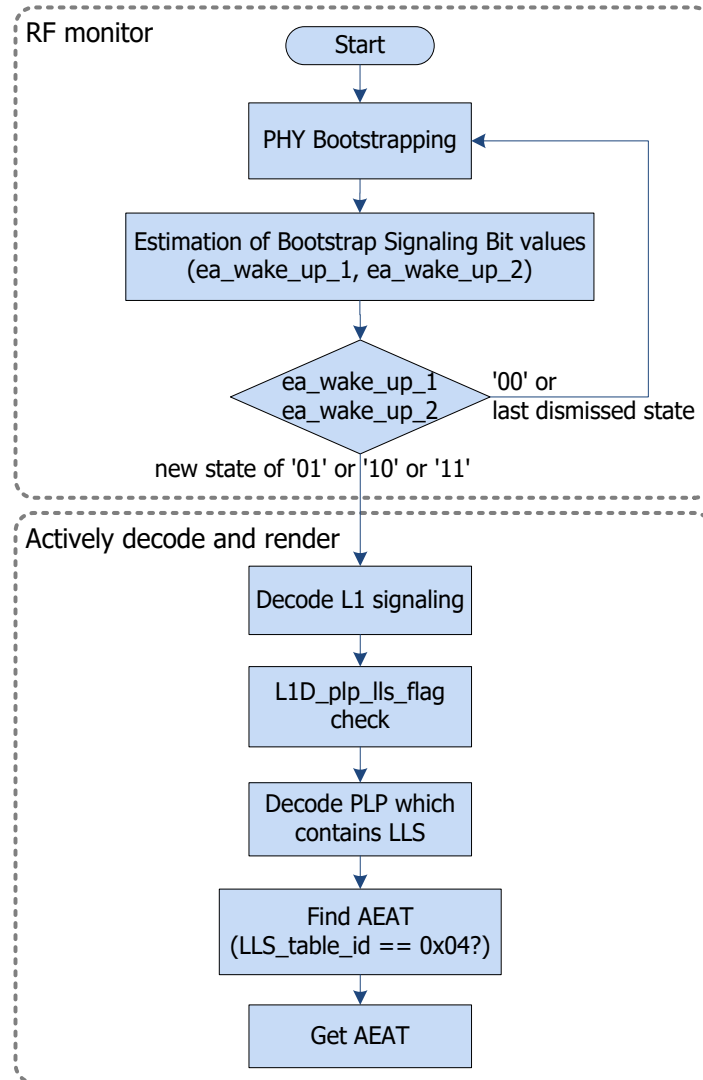 RF monitor
Start
PHY Bootstrapping
Estimation of Bootstrap Signaling Bit values
(ea_wake_up_1, ea_wake_up_2)
ea_wake_up_1
ea_wake_up_2
'00' or
last dismissed state
new state of '01' or '10' or '11'
Actively decode and render
Decode L1 signaling
L1D_plp_lls_flag
check
Decode PLP which
contains LLS
Find AEAT
(LLS_table_id == 0x04?)
Get AEAT